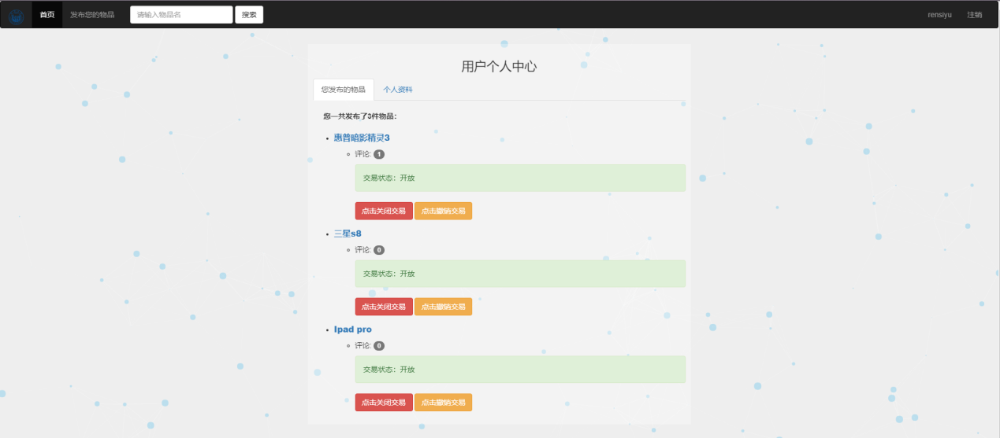 首页 发布您的物品 请输入物品名 搜索 rensiyu 注销
用户个人中心
您发布的物品 个人资料
您一共发布了3件物品:
惠普暗影精灵3
评论: 1
交易状态：开放
点击关闭交易 点击撤销交易
三星s8
评论: 0
交易状态：开放
点击关闭交易 点击撤销交易
Ipad pro
评论: 0
交易状态：开放
点击关闭交易 点击撤销交易